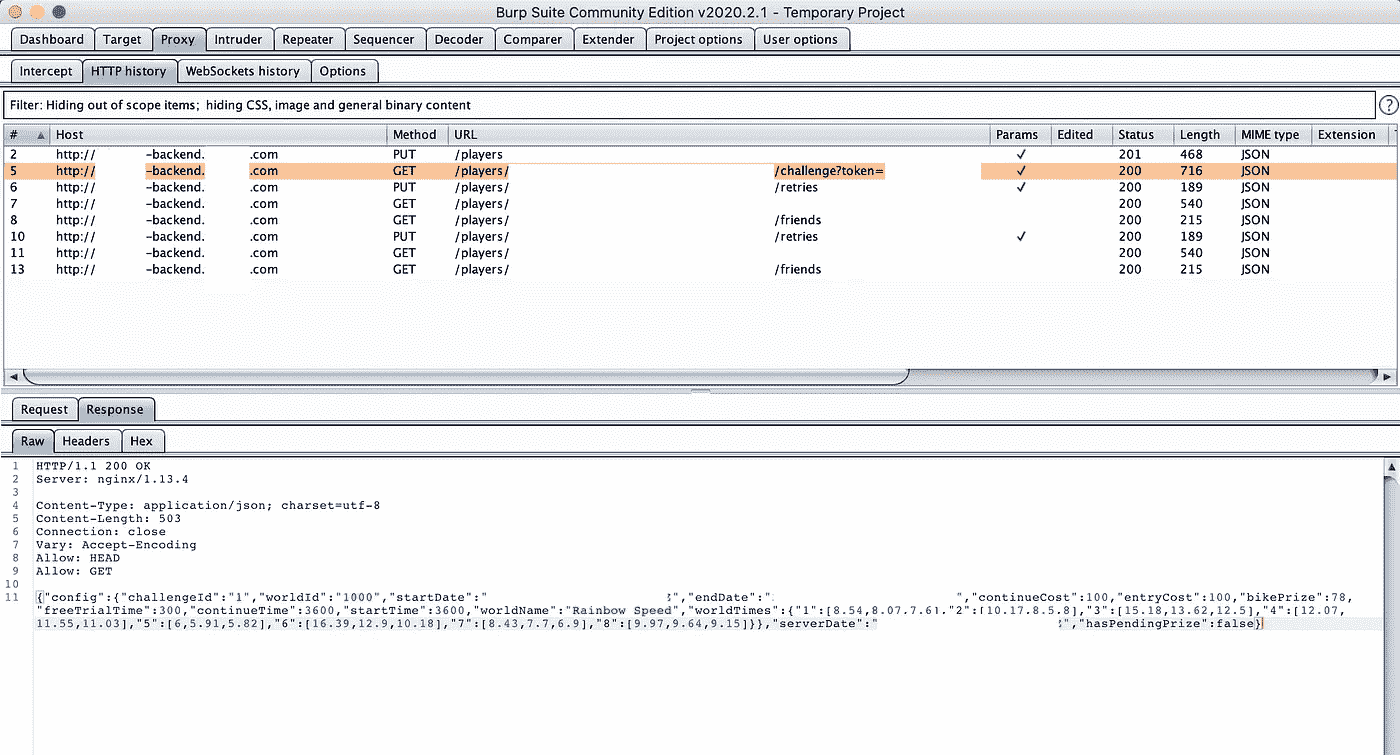 Burp Suite Community Edition v2020.2.1 - Temporary Project
Dashboard Target Proxy Intruder Repeater Sequencer Decoder Comparer Extender Project options User options
Intercept HTTP history WebSockets history Options
Filter: Hiding out of scope items; hiding CSS, image and general binary content ?
# Host Method URL Params Edited Status Length MIME type Extension
2 http:// -backend. .com PUT /players ✓ 201 468 JSON
5 http:// -backend. .com GET /players/ /challenge?token= ✓ 200 716 JSON
6 http:// -backend. .com PUT /players/ /retries ✓ 200 189 JSON
7 http:// -backend. .com GET /players/ 200 540 JSON
8 http:// -backend. .com GET /players/ /friends 200 215 JSON
10 http:// -backend. .com PUT /players/ /retries ✓ 200 189 JSON
11 http:// -backend. .com GET /players/ 200 540 JSON
13 http:// -backend. .com GET /players/ /friends 200 215 JSON
Request Response
Raw Headers Hex
1 HTTP/1.1 200 OK
2 Server: nginx/1.13.4
3
4 Content-Type: application/json; charset=utf-8
5 Content-Length: 503
6 Connection: close
7 Vary: Accept-Encoding
8 Allow: HEAD
9 Allow: GET
10
11 {"config":{"challengeId":"1","worldId":"1000","startDate":" ","endDate":" ","continueCost":100,"entryCost":100,"bikePrize":78,
"freeTrialTime":300,"continueTime":3600,"startTime":3600,"worldName":"Rainbow Speed","worldTimes":{"1":[8.54,8.07,7.61],"2":[10.17,8.5,8],"3":[15.18,13.62,12.5],"4":[12.07,
11.55,11.03],"5":[6,5.91,5.82],"6":[16.39,12.9,10.18],"7":[8.43,7.7,6.9],"8":[9.97,9.64,9.15]}},"serverDate":" ","hasPendingPrize":false}